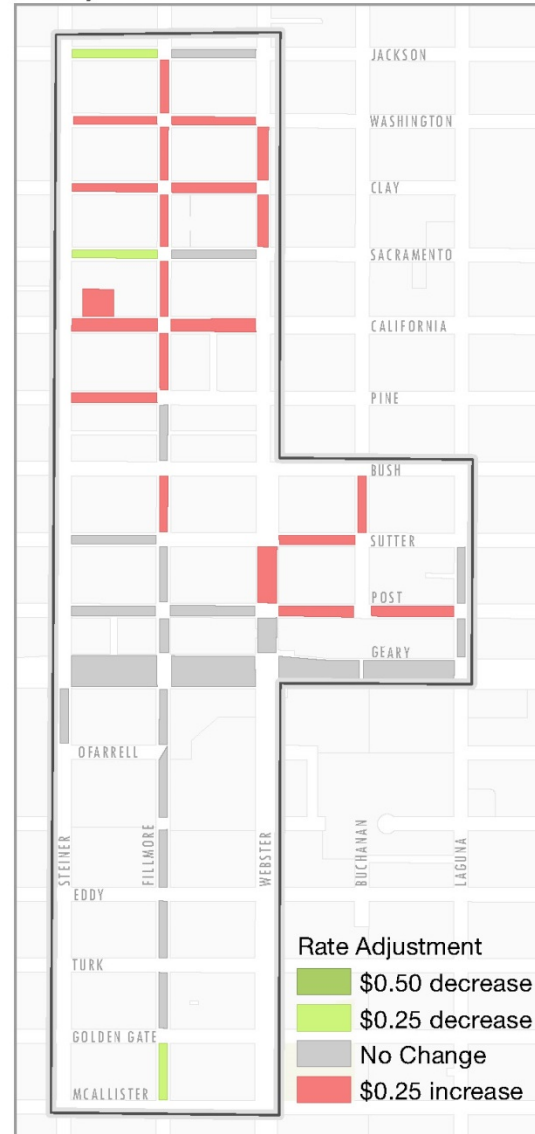 JACKSON
WASHINGTON
CLAY
SACRAMENTO
CALIFORNIA
PINE
BUSH
SUTTER
POST
GEARY
OFARRELL
STEINER
FILLMORE
WEBSTER
BUCHANAN
LAGUNA
EDDY
TURK
GOLDEN GATE
MCALLISTER
Rate Adjustment
$0.50 decrease
$0.25 decrease
No Change
$0.25 increase